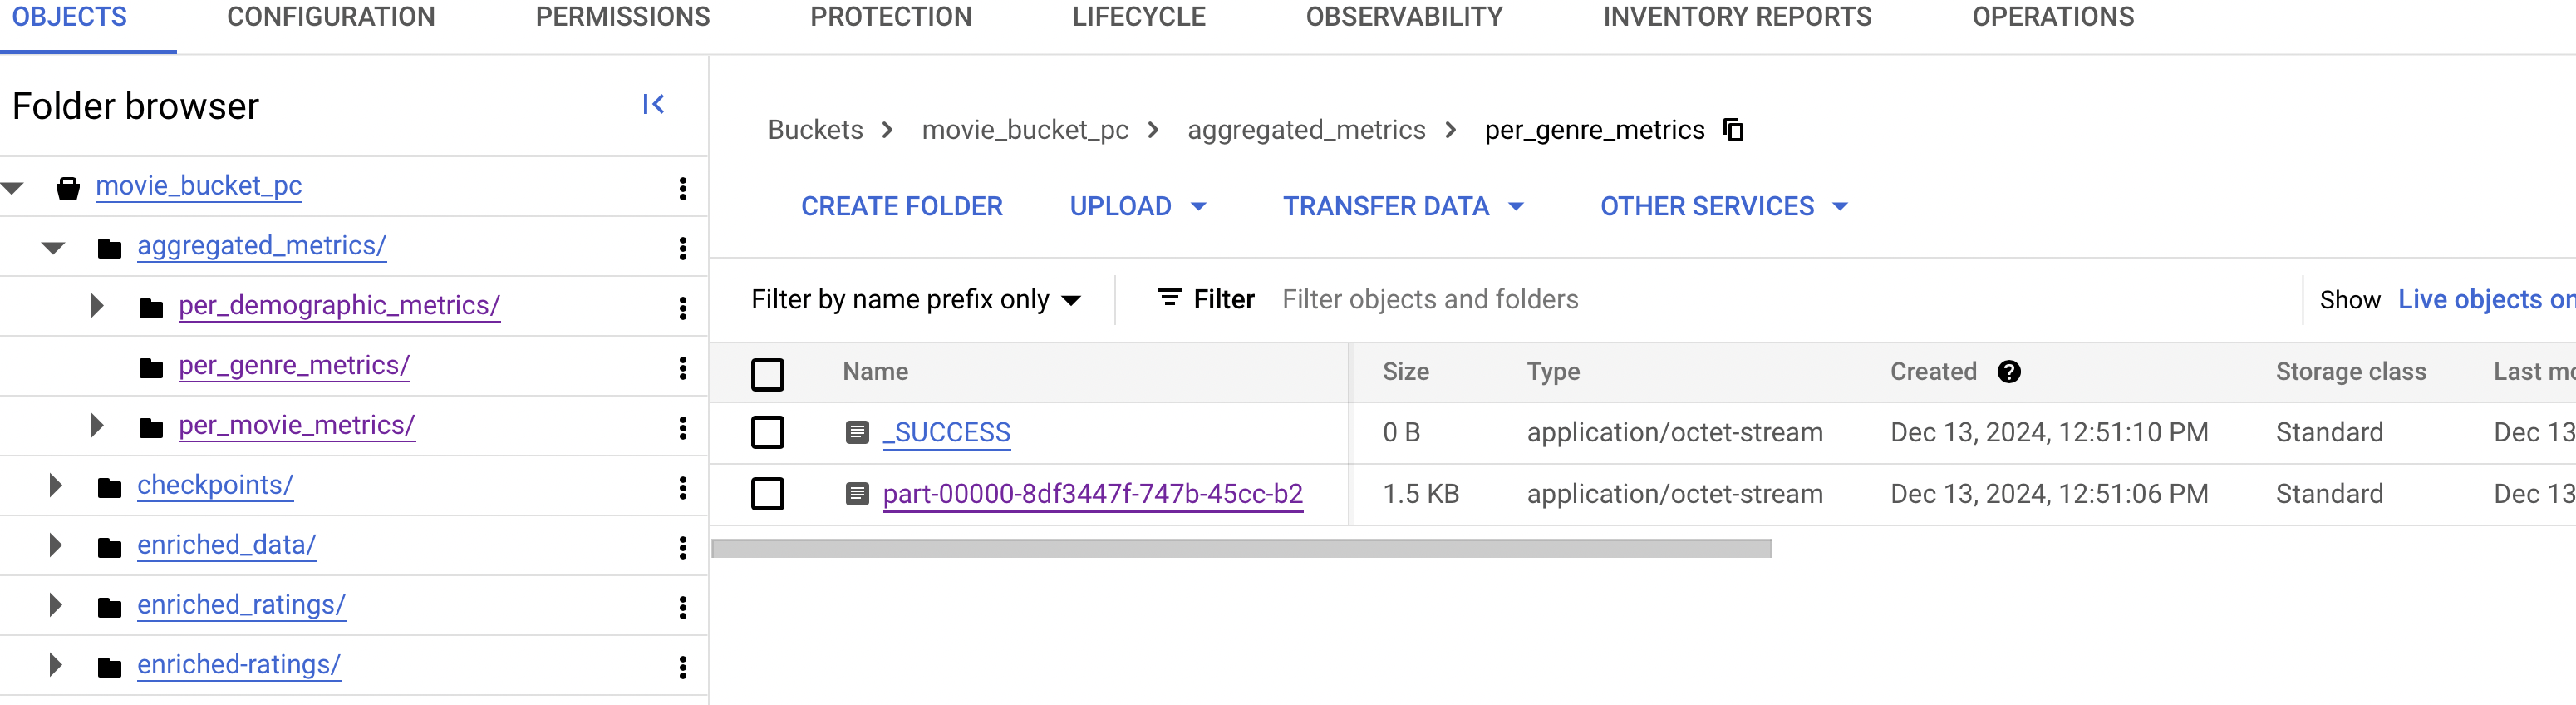 OBJECTS CONFIGURATION PERMISSIONS PROTECTION LIFECYCLE OBSERVABILITY INVENTORY REPORTS OPERATIONS
Folder browser
movie_bucket_pc
aggregated_metrics/
per_demographic_metrics/
per_genre_metrics/
per_movie_metrics/
checkpoints/
enriched_data/
enriched_ratings/
enriched-ratings/
Buckets > movie_bucket_pc > aggregated_metrics > per_genre_metrics
CREATE FOLDER UPLOAD TRANSFER DATA OTHER SERVICES
Filter by name prefix only Filter Filter objects and folders Show Live objects on
Name Size Type Created ? Storage class Last mo
_SUCCESS 0 B application/octet-stream Dec 13, 2024, 12:51:10 PM Standard Dec 13
part-00000-8df3447f-747b-45cc-b2 1.5 KB application/octet-stream Dec 13, 2024, 12:51:06 PM Standard Dec 13